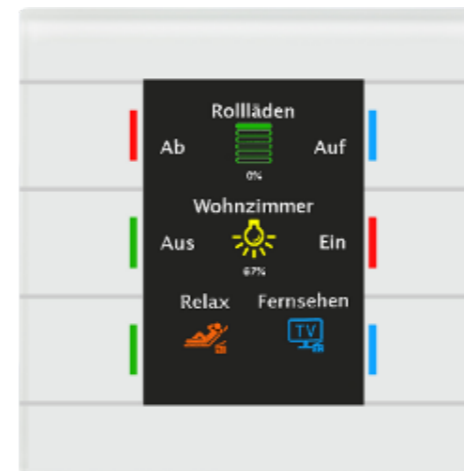 Rollläden
Ab Auf
0%
Wohnzimmer
Aus Ein
67%
Relax Fernsehen
TV